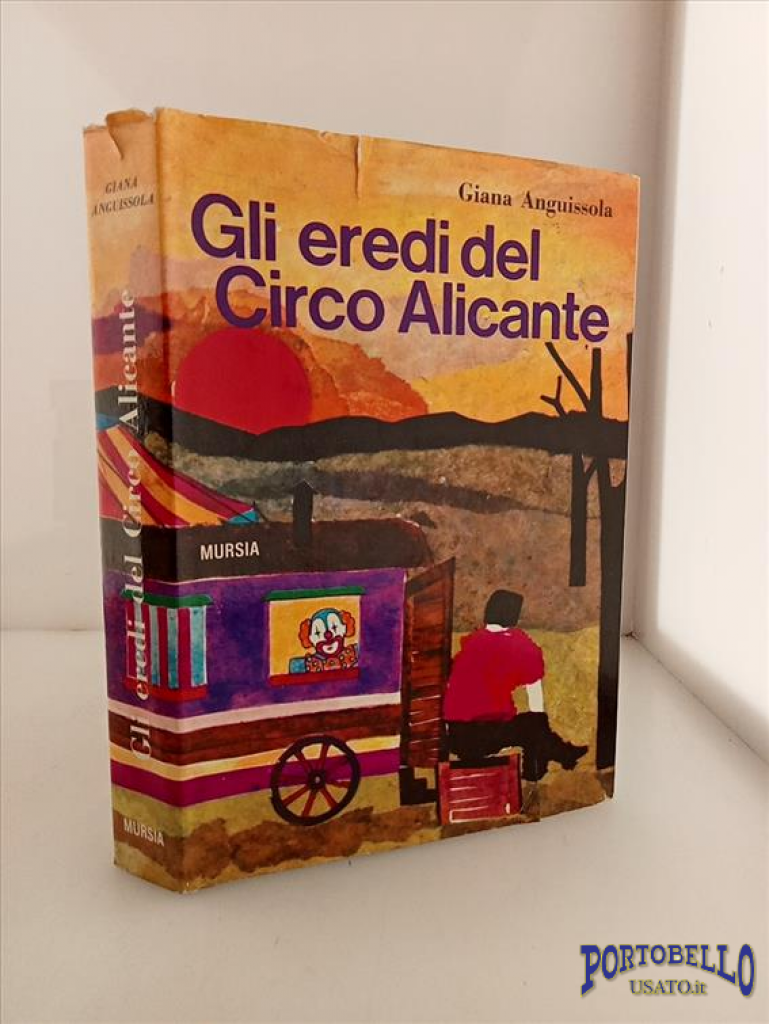 GIANA
ANGUISSOLA
Gli eredi del Circo Alicante
MURSIA
Giana Anguissola
Gli eredi del
Circo Alicante
MURSIA
PORTOBELLO
USATO.it